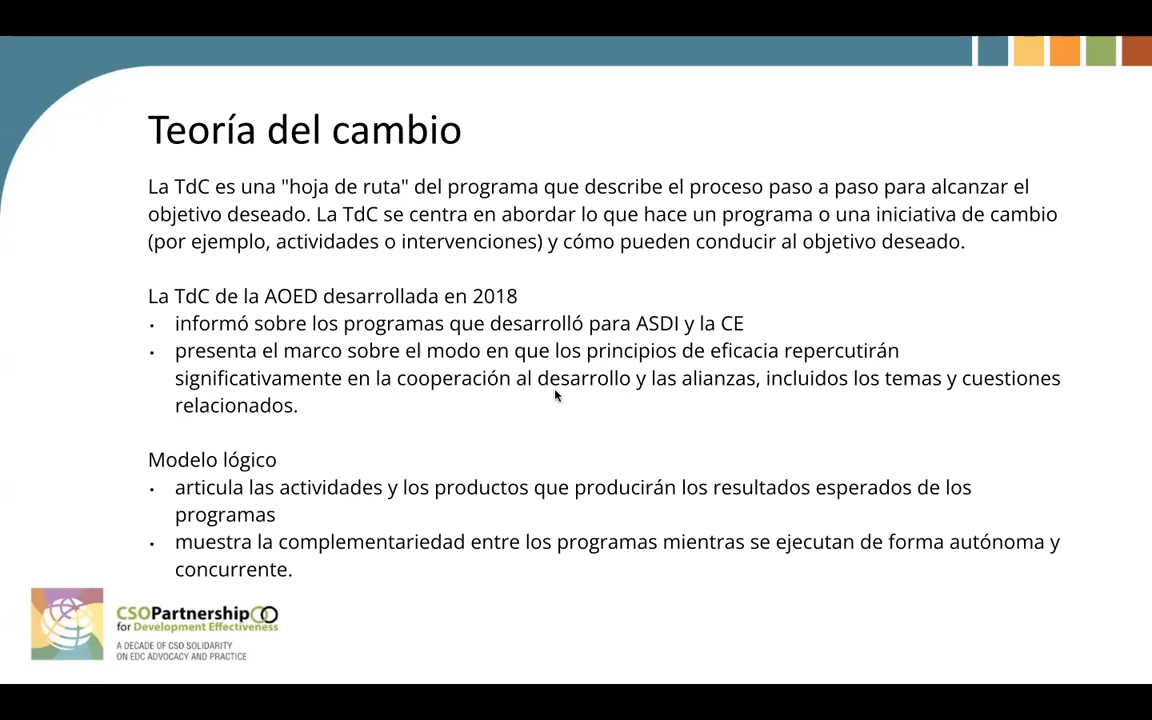 Teoría del cambio
La TdC es una "hoja de ruta" del programa que describe el proceso paso a paso para alcanzar el
objetivo deseado. La TdC se centra en abordar lo que hace un programa o una iniciativa de cambio
(por ejemplo, actividades o intervenciones) y cómo pueden conducir al objetivo deseado.
La TdC de la AOED desarrollada en 2018
• informó sobre los programas que desarrolló para ASDI y la CE
• presenta el marco sobre el modo en que los principios de eficacia repercutirán
significativamente en la cooperación al desarrollo y las alianzas, incluidos los temas y cuestiones
relacionados.
Modelo lógico
• articula las actividades y los productos que producirán los resultados esperados de los
programas
• muestra la complementariedad entre los programas mientras se ejecutan de forma autónoma y
concurrente.
CSOPartnership
for Development Effectiveness
A DECADE OF CSO SOLIDARITY
ON EDC ADVOCACY AND PRACTICE